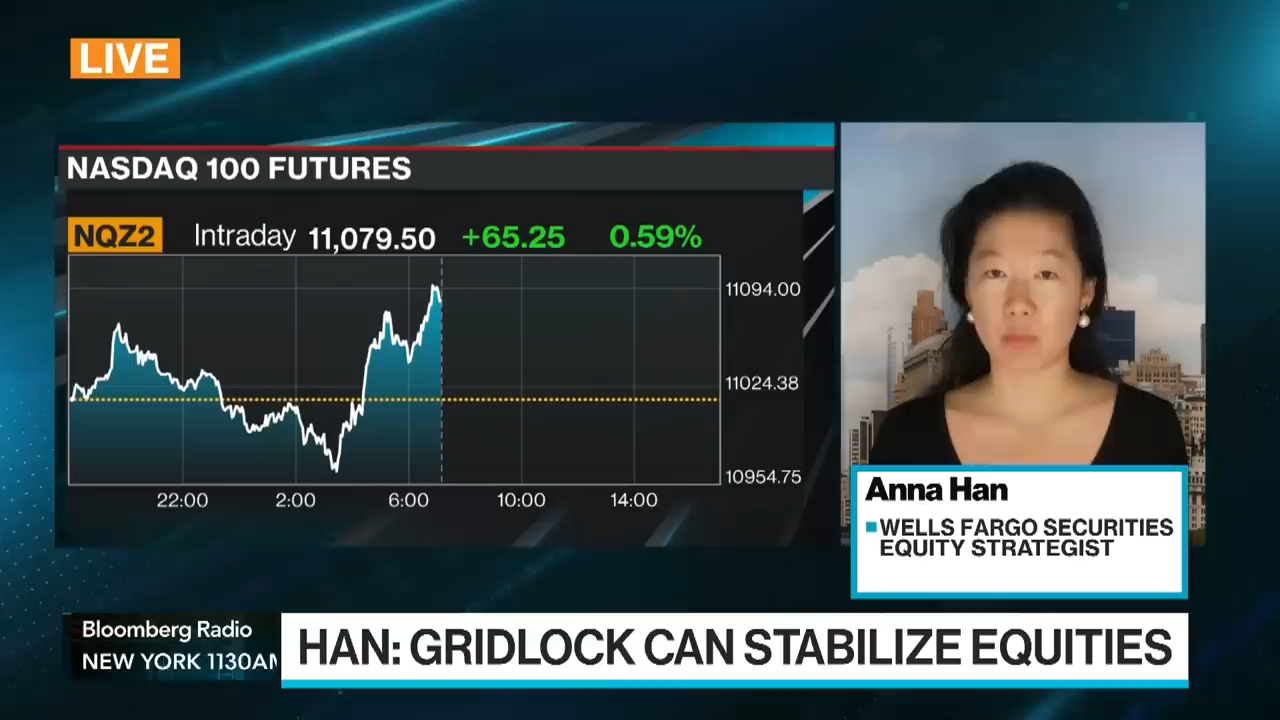 LIVE
NASDAQ 100 FUTURES
NQZ2 Intraday 11,079.50 +65.25 0.59%
11094.00
11024.38
10954.75
22:00 2:00 6:00 10:00 14:00
Anna Han
WELLS FARGO SECURITIES
EQUITY STRATEGIST
Bloomberg Radio
NEW YORK 1130AM
HAN: GRIDLOCK CAN STABILIZE EQUITIES